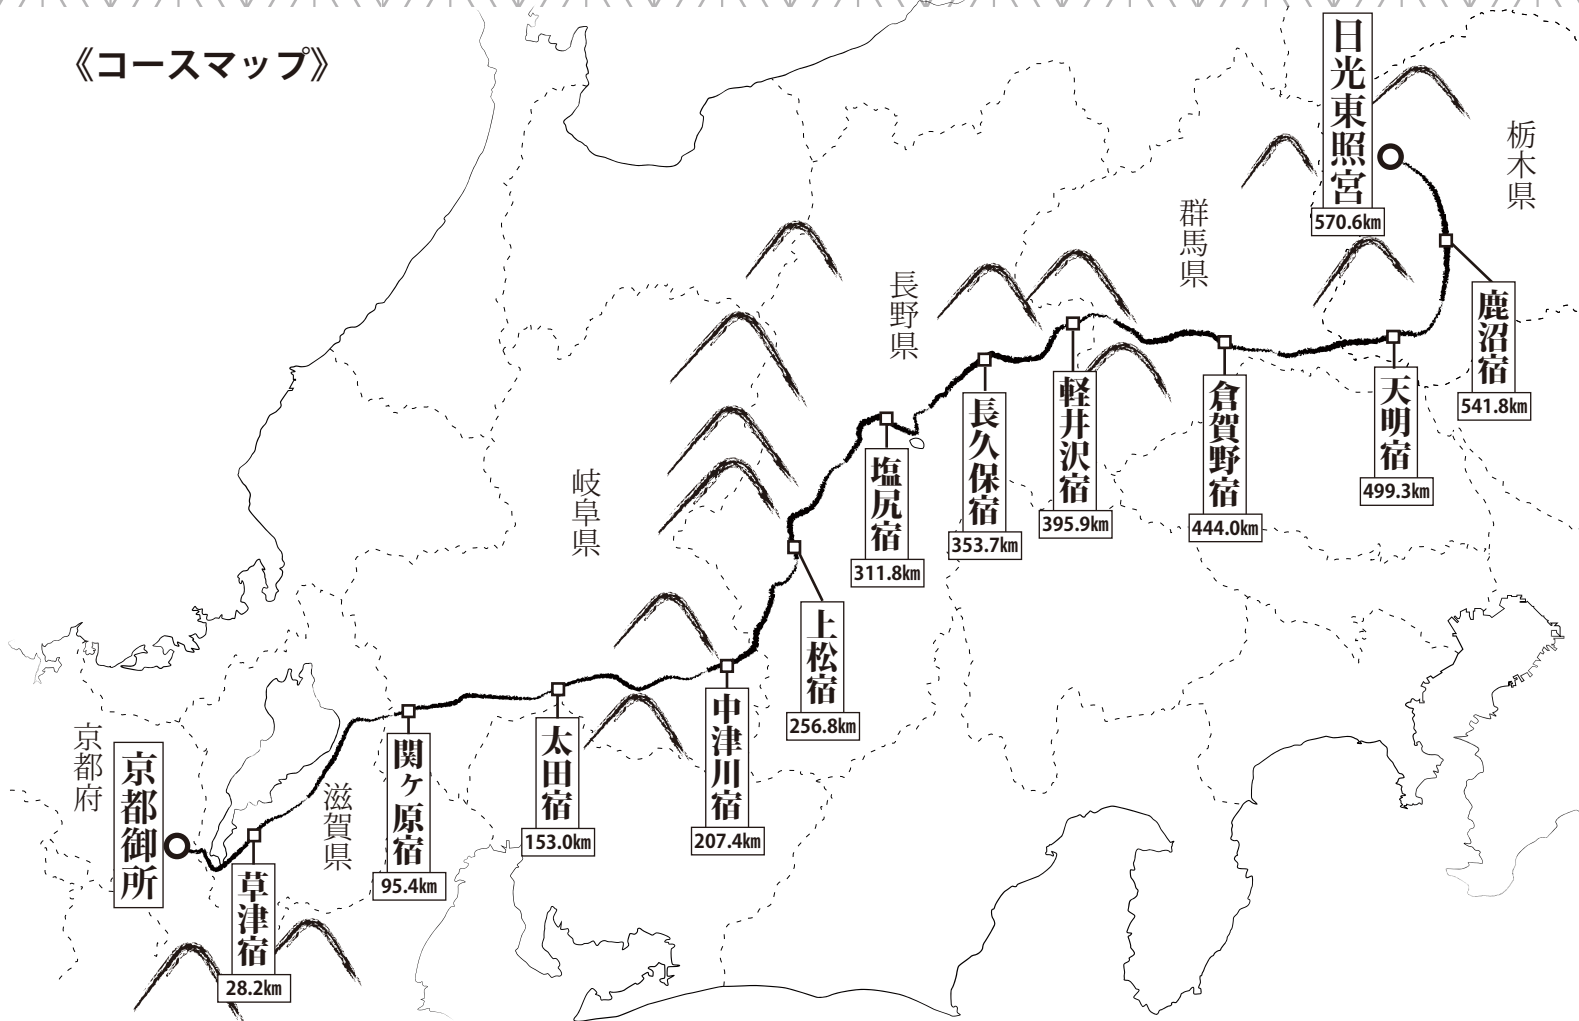 《コースマップ》
日光東照宮
570.6km
栃木県
群馬県
鹿沼宿
541.8km
天明宿
499.3km
倉賀野宿
444.0km
軽井沢宿
395.9km
長野県
長久保宿
353.7km
塩尻宿
311.8km
上松宿
256.8km
岐阜県
中津川宿
207.4km
太田宿
153.0km
関ヶ原宿
95.4km
滋賀県
草津宿
28.2km
京都府
京都御所